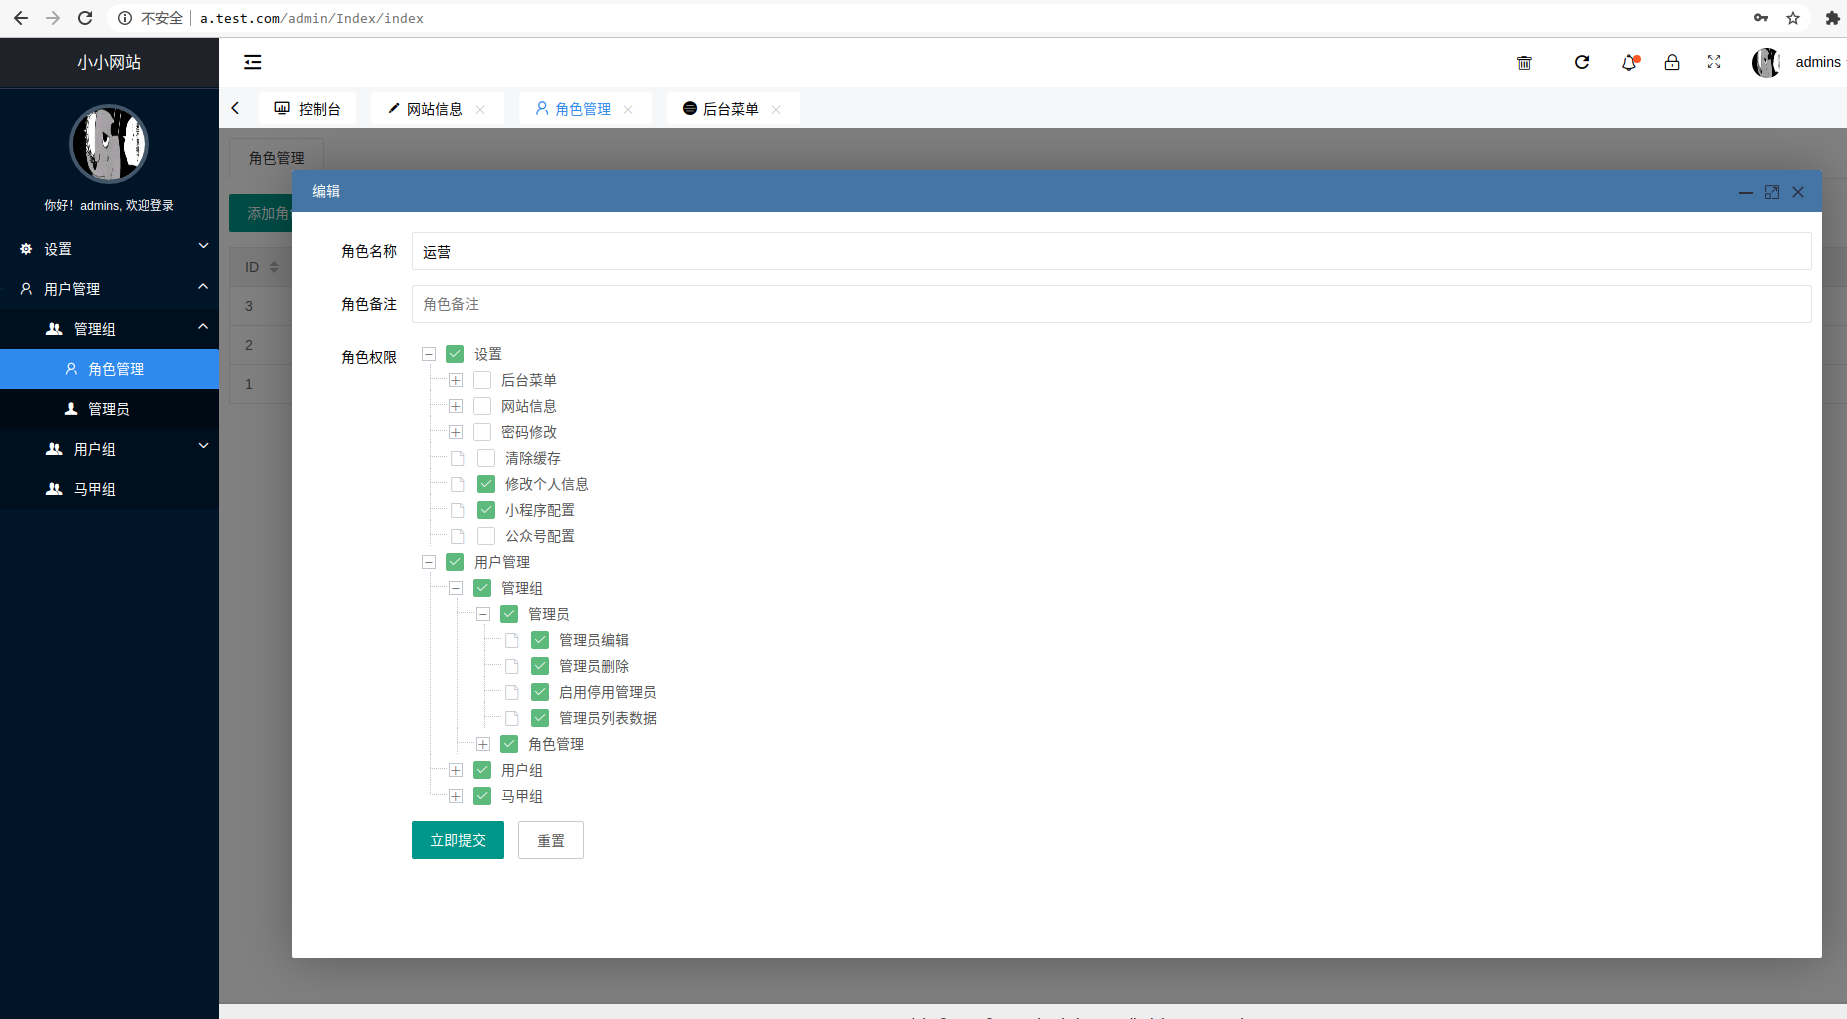 不安全 a.test.com/admin/Index/index
小小网站
admins
控制台 网站信息 角色管理 后台菜单
你好！admins, 欢迎登录
设置
用户管理
管理组
角色管理
管理员
用户组
马甲组
角色管理
添加角
ID
3
2
1
编辑
角色名称 运营
角色备注 角色备注
角色权限
设置
后台菜单
网站信息
密码修改
清除缓存
修改个人信息
小程序配置
公众号配置
用户管理
管理组
管理员
管理员编辑
管理员删除
启用停用管理员
管理员列表数据
角色管理
用户组
马甲组
立即提交 重置